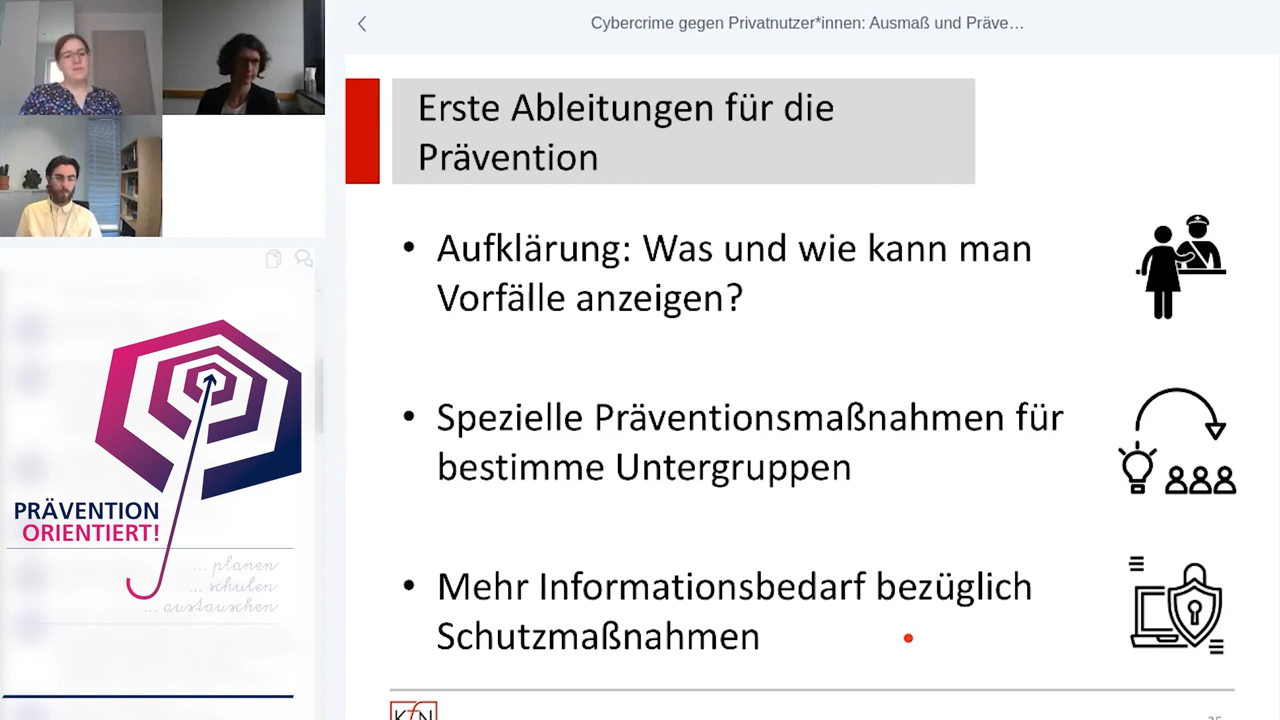 Cybercrime gegen Privatnutzer*innen: Ausmaß und Präve…
Erste Ableitungen für die
Prävention
• Aufklärung: Was und wie kann man
Vorfälle anzeigen?
• Spezielle Präventionsmaßnahmen für
bestimme Untergruppen
• Mehr Informationsbedarf bezüglich
Schutzmaßnahmen
PRÄVENTION
ORIENTIERT!
... planen
... schulen
... austauschen
KfN